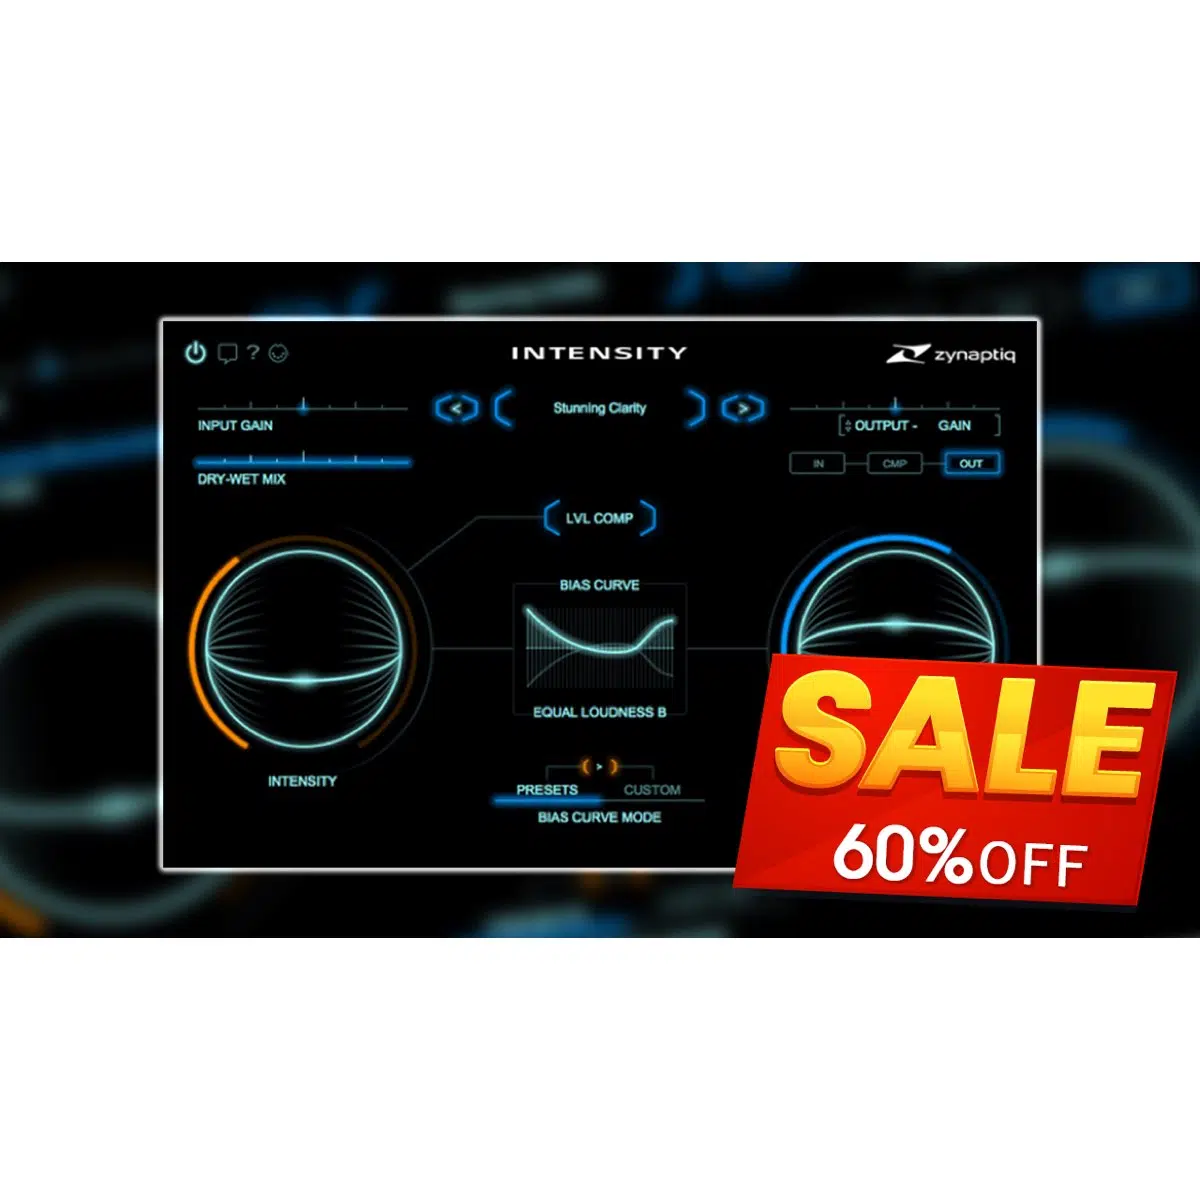 ?
INTENSITY
zynaptiq
<
Stunning Clarity
>
INPUT GAIN
OUTPUT - GAIN
DRY-WET MIX
IN
CMP
OUT
LVL COMP
BIAS CURVE
EQUAL LOUDNESS B
INTENSITY
>
PRESETS
CUSTOM
BIAS CURVE MODE
SALE
60%OFF